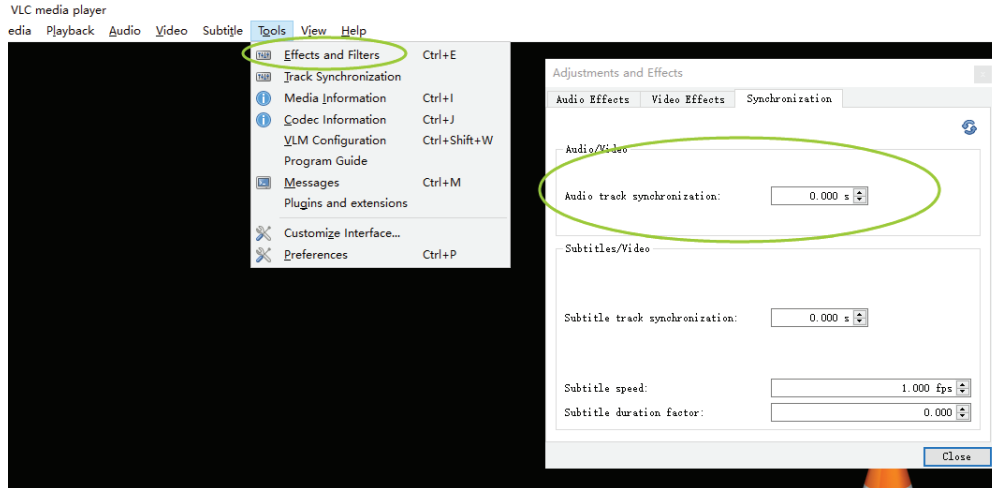 VLC media player
edia Playback Audio Video Subtitle Tools View Help
Effects and Filters Ctrl+E
Track Synchronization
Media Information Ctrl+I
Codec Information Ctrl+J
VLM Configuration Ctrl+Shift+W
Program Guide
Messages Ctrl+M
Plugins and extensions
Customize Interface...
Preferences Ctrl+P
Adjustments and Effects
Audio Effects Video Effects Synchronization
Audio/Video
Audio track synchronization: 0.000 s
Subtitles/Video
Subtitle track synchronization: 0.000 s
Subtitle speed: 1.000 fps
Subtitle duration factor: 0.000
Close